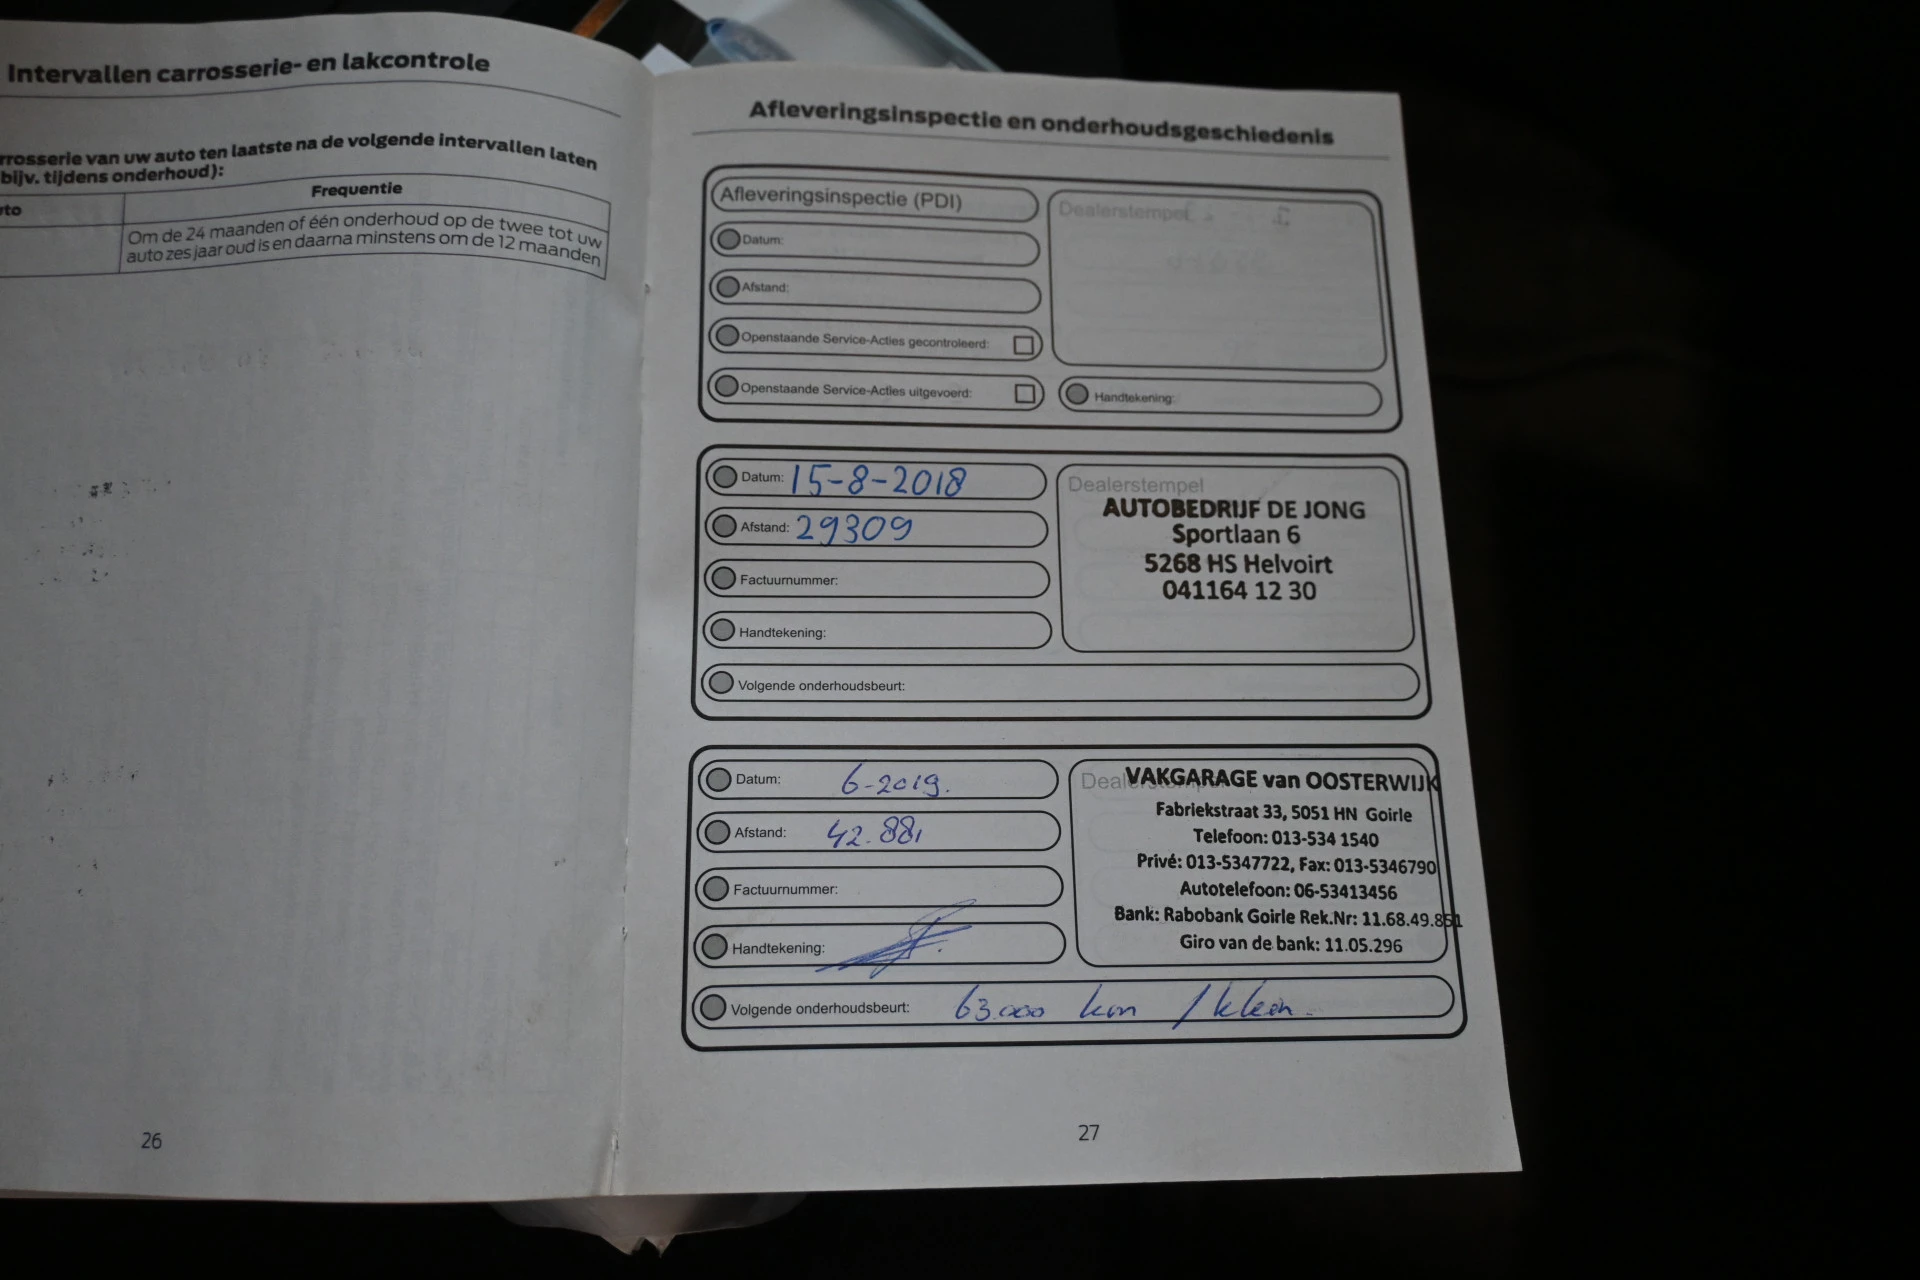 Intervallen carrosserie- en lakcontrole
rrosserie van uw auto ten laatste na de volgende intervallen laten
bijv. tijdens onderhoud):
to
Frequentie
Om de 24 maanden of één onderhoud op de twee tot uw
auto zes jaar oud is en daarna minstens om de 12 maanden
26
Afleveringsinspectie en onderhoudsgeschiedenis
Afleveringsinspectie (PDI)
Datum:
Afstand:
Openstaande Service-Acties gecontroleerd:
Openstaande Service-Acties uitgevoerd:
Dealerstempel
Handtekening:
Datum: 15-8-2018
Afstand: 29309
Factuurnummer:
Handtekening:
Volgende onderhoudsbeurt:
Dealerstempel
AUTOBEDRIJF DE JONG
Sportlaan 6
5268 HS Helvoirt
041164 12 30
Datum: 6-2019.
Afstand: 42.881
Factuurnummer:
Handtekening:
Volgende onderhoudsbeurt: 63.000 km / klein.
VAKGARAGE van OOSTERWIJK
Fabriekstraat 33, 5051 HN Goirle
Telefoon: 013-534 1540
Privé: 013-5347722, Fax: 013-5346790
Autotelefoon: 06-53413456
Bank: Rabobank Goirle Rek.Nr: 11.68.49.851
Giro van de bank: 11.05.296
27